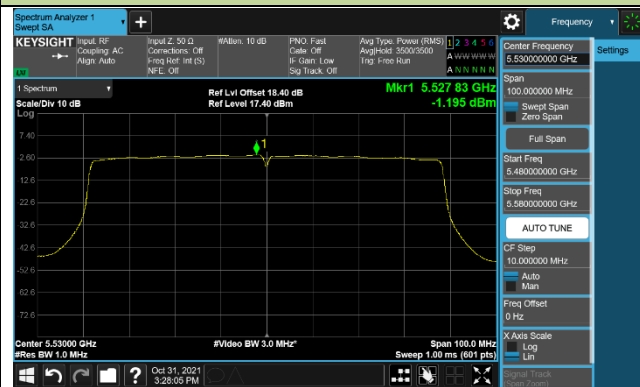 Spectrum Analyzer 1
Swept SA
Frequency
KEYSIGHT
Input: RF
Coupling: AC
Align: Auto
Input Z: 50 Ω
Corrections: Off
Freq Ref: Int (S)
NFE: Off
#Atten: 10 dB
PNO: Fast
Gate: Off
IF Gain: Low
Sig Track: Off
Avg Type: Power (RMS)
Avg|Hold: 3500/3500
Trig: Free Run
1 2 3 4 5 6
A W W W W W
A N N N N N
LXI
1 Spectrum
Scale/Div 10 dB
Log
Ref Lvl Offset 18.40 dB
Ref Level 17.40 dBm
Mkr1 5.527 83 GHz
-1.195 dBm
1
7.40
-2.60
-12.6
-22.6
-32.6
-42.6
-52.6
-62.6
-72.6
Center 5.53000 GHz
#Res BW 1.0 MHz
#Video BW 3.0 MHz*
Span 100.0 MHz
Sweep 1.00 ms (601 pts)
Center Frequency
5.530000000 GHz
Settings
Span
100.000000 MHz
Swept Span
Zero Span
Full Span
Start Freq
5.480000000 GHz
Stop Freq
5.580000000 GHz
AUTO TUNE
CF Step
10.000000 MHz
Auto
Man
Freq Offset
0 Hz
X Axis Scale
Log
Lin
Signal Track
(Span Zoom)
Oct 31, 2021
3:28:05 PM